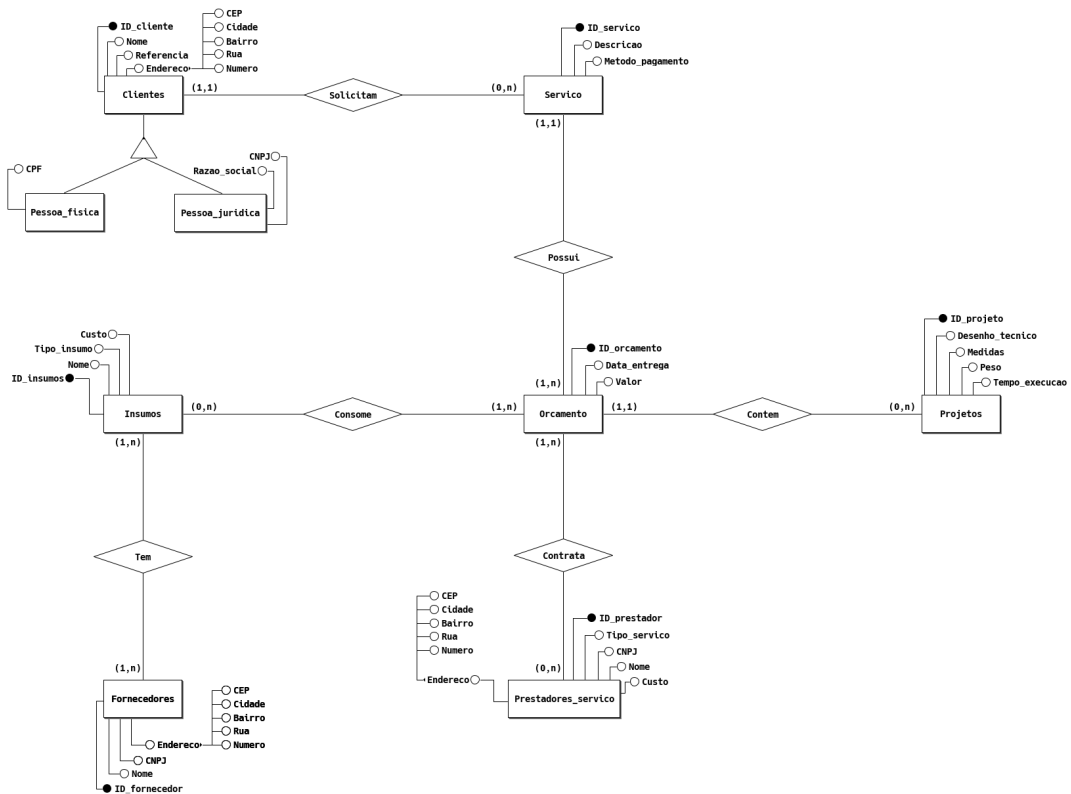 ID_cliente
Nome
Referencia
Endereco
CEP
Cidade
Bairro
Rua
Numero
Clientes
(1,1)
Solicitam
(0,n)
ID_servico
Descricao
Metodo_pagamento
Servico
(1,1)
CPF
Pessoa_fisica
CNPJ
Razao_social
Pessoa_juridica
Possui
Custo
Tipo_insumo
Nome
ID_insumos
Insumos
(0,n)
Consome
(1,n)
(1,n)
ID_orcamento
Data_entrega
Valor
Orcamento
(1,1)
Contem
(0,n)
ID_projeto
Desenho_tecnico
Medidas
Peso
Tempo_execucao
Projetos
(1,n)
Tem
(1,n)
(1,n)
Contrata
(0,n)
CEP
Cidade
Bairro
Rua
Numero
Endereco
ID_prestador
Tipo_servico
CNPJ
Nome
Custo
Prestadores_servico
Fornecedores
CEP
Cidade
Bairro
Rua
Numero
Endereco
CNPJ
Nome
ID_fornecedor